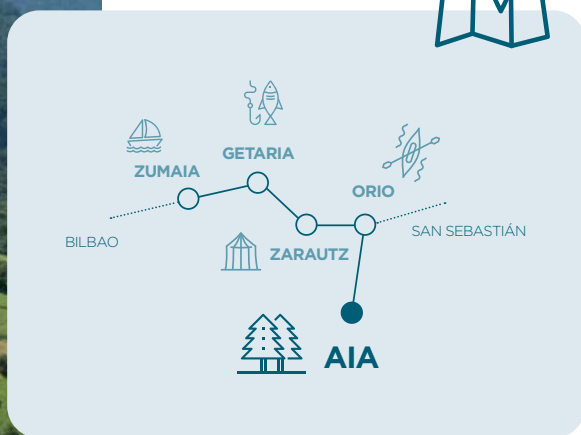 ZUMAIA
GETARIA
ORIO
BILBAO
ZARAUTZ
SAN SEBASTIÁN
AIA